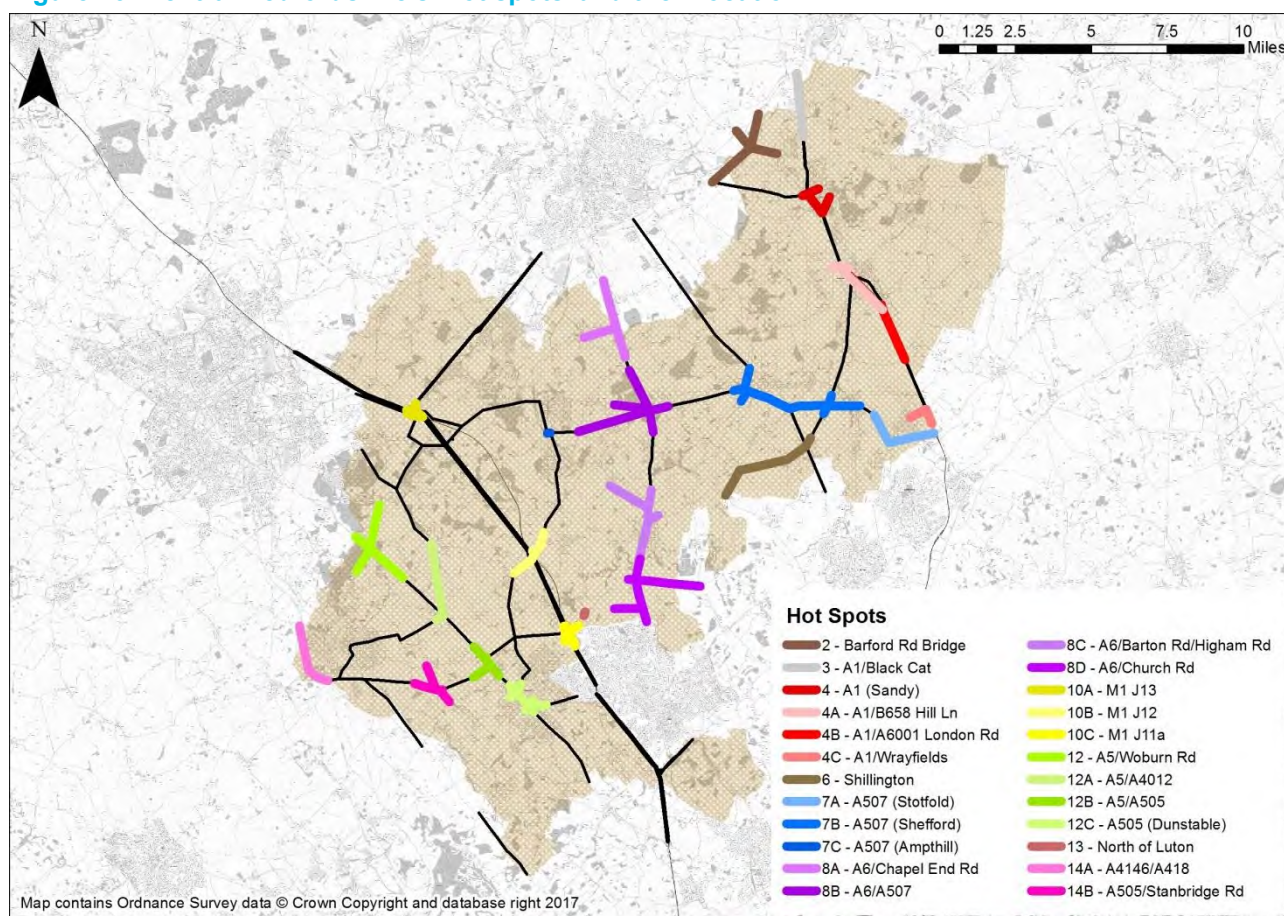 N
0 1.25 2.5 5 7.5 10
Miles
Hot Spots
2 - Barford Rd Bridge
3 - A1/Black Cat
4 - A1 (Sandy)
4A - A1/B658 Hill Ln
4B - A1/A6001 London Rd
4C - A1/Wrayfields
6 - Shillington
7A - A507 (Stotfold)
7B - A507 (Shefford)
7C - A507 (Ampthill)
8A - A6/Chapel End Rd
8B - A6/A507
8C - A6/Barton Rd/Higham Rd
8D - A6/Church Rd
10A - M1 J13
10B - M1 J12
10C - M1 J11a
12 - A5/Woburn Rd
12A - A5/A4012
12B - A5/A505
12C - A505 (Dunstable)
13 - North of Luton
14A - A4146/A418
14B - A505/Stanbridge Rd
Map contains Ordnance Survey data © Crown Copyright and database right 2017